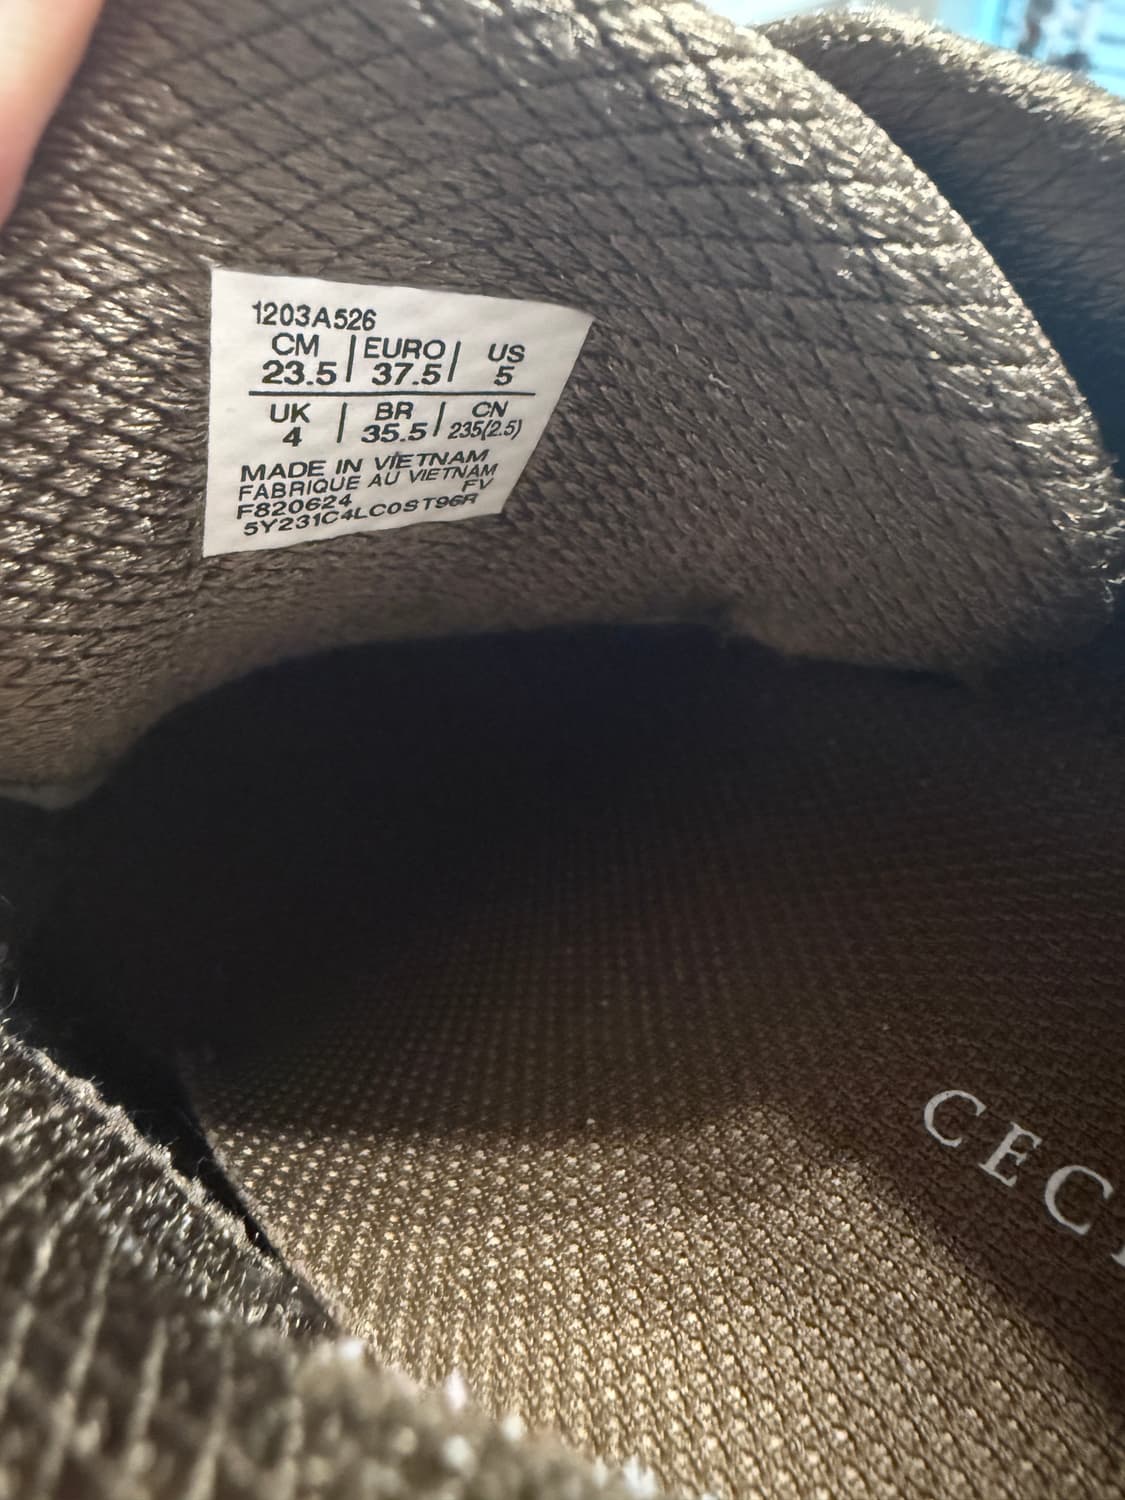 1203A526
CM | EURO | US
23.5 | 37.5 | 5
UK | BR | CN
4 | 35.5 | 235(2.5)
MADE IN VIETNAM
FABRIQUE AU VIETNAM
F820624 FV
5Y231C4LC0ST96R
CEC